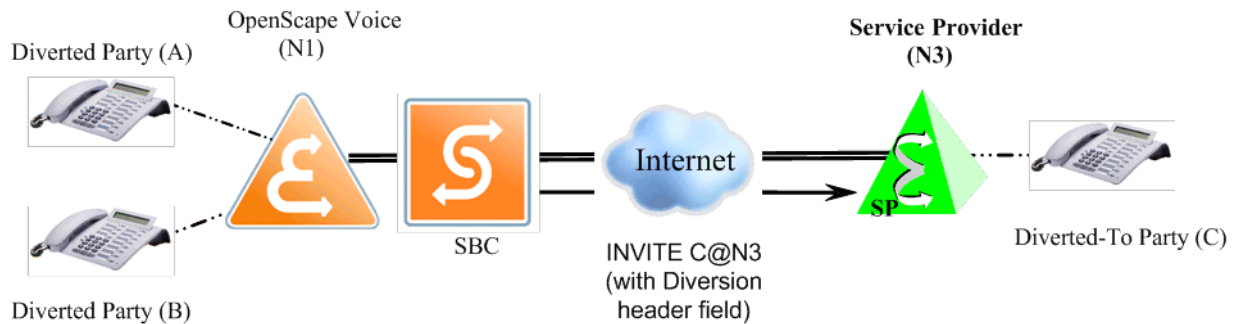 OpenScape Voice
(N1)
Diverted Party (A)
Service Provider
(N3)
Internet
SP
SBC
INVITE C@N3
(with Diversion
header field)
Diverted-To Party (C)
Diverted Party (B)